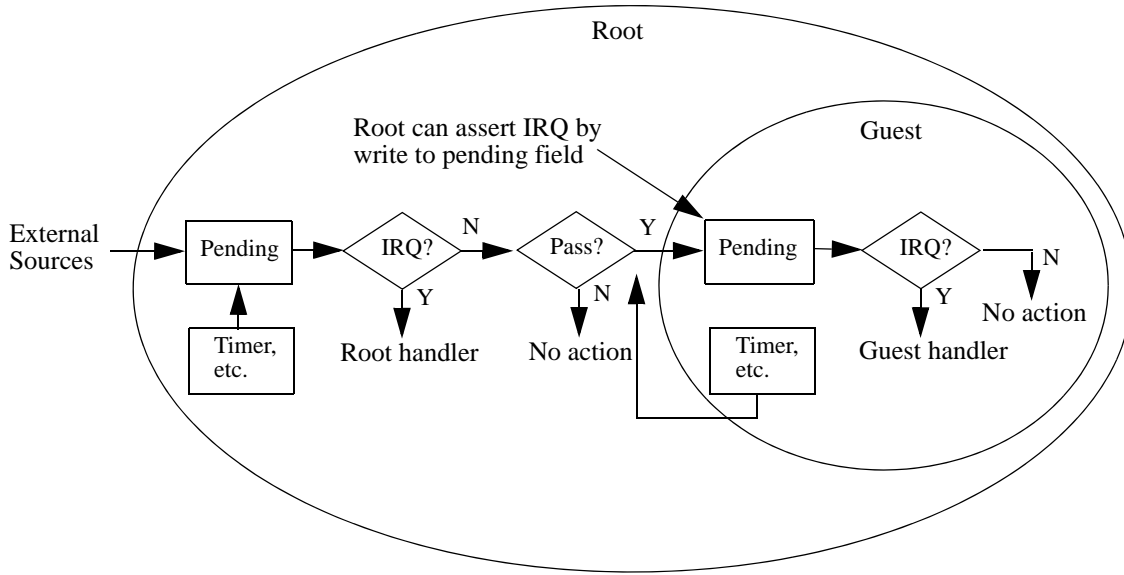 Root
Root can assert IRQ by
write to pending field
Guest
External
Sources
Pending
IRQ?
N
Pass?
Y
Pending
IRQ?
N
Y
N
Y
No action
Timer,
etc.
Root handler
No action
Timer,
etc.
Guest handler